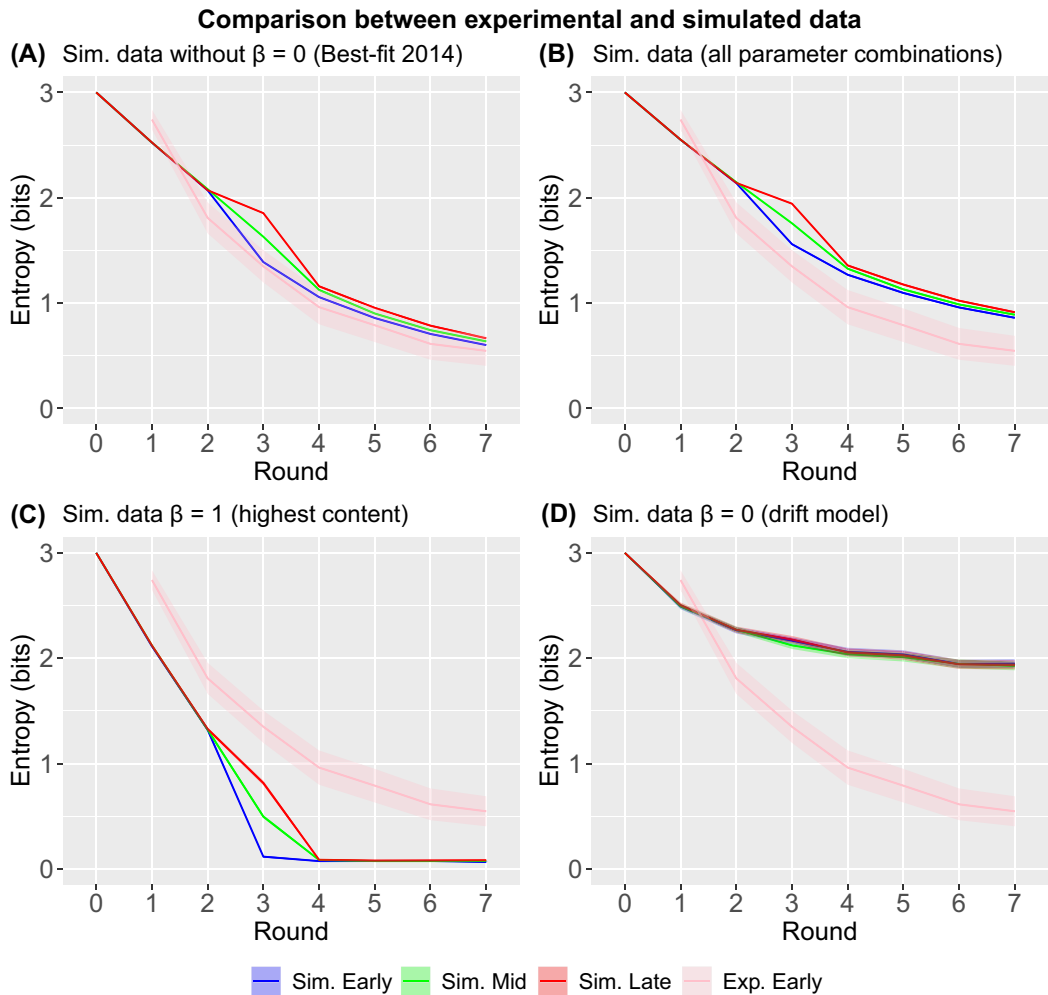 Comparison between experimental and simulated data
(A) Sim. data without β = 0 (Best-fit 2014)
3
2
1
0
Entropy (bits)
0 1 2 3 4 5 6 7
Round
(B) Sim. data (all parameter combinations)
3
2
1
0
Entropy (bits)
0 1 2 3 4 5 6 7
Round
(C) Sim. data β = 1 (highest content)
3
2
1
0
Entropy (bits)
0 1 2 3 4 5 6 7
Round
(D) Sim. data β = 0 (drift model)
3
2
1
0
Entropy (bits)
0 1 2 3 4 5 6 7
Round
Sim. Early Sim. Mid Sim. Late Exp. Early